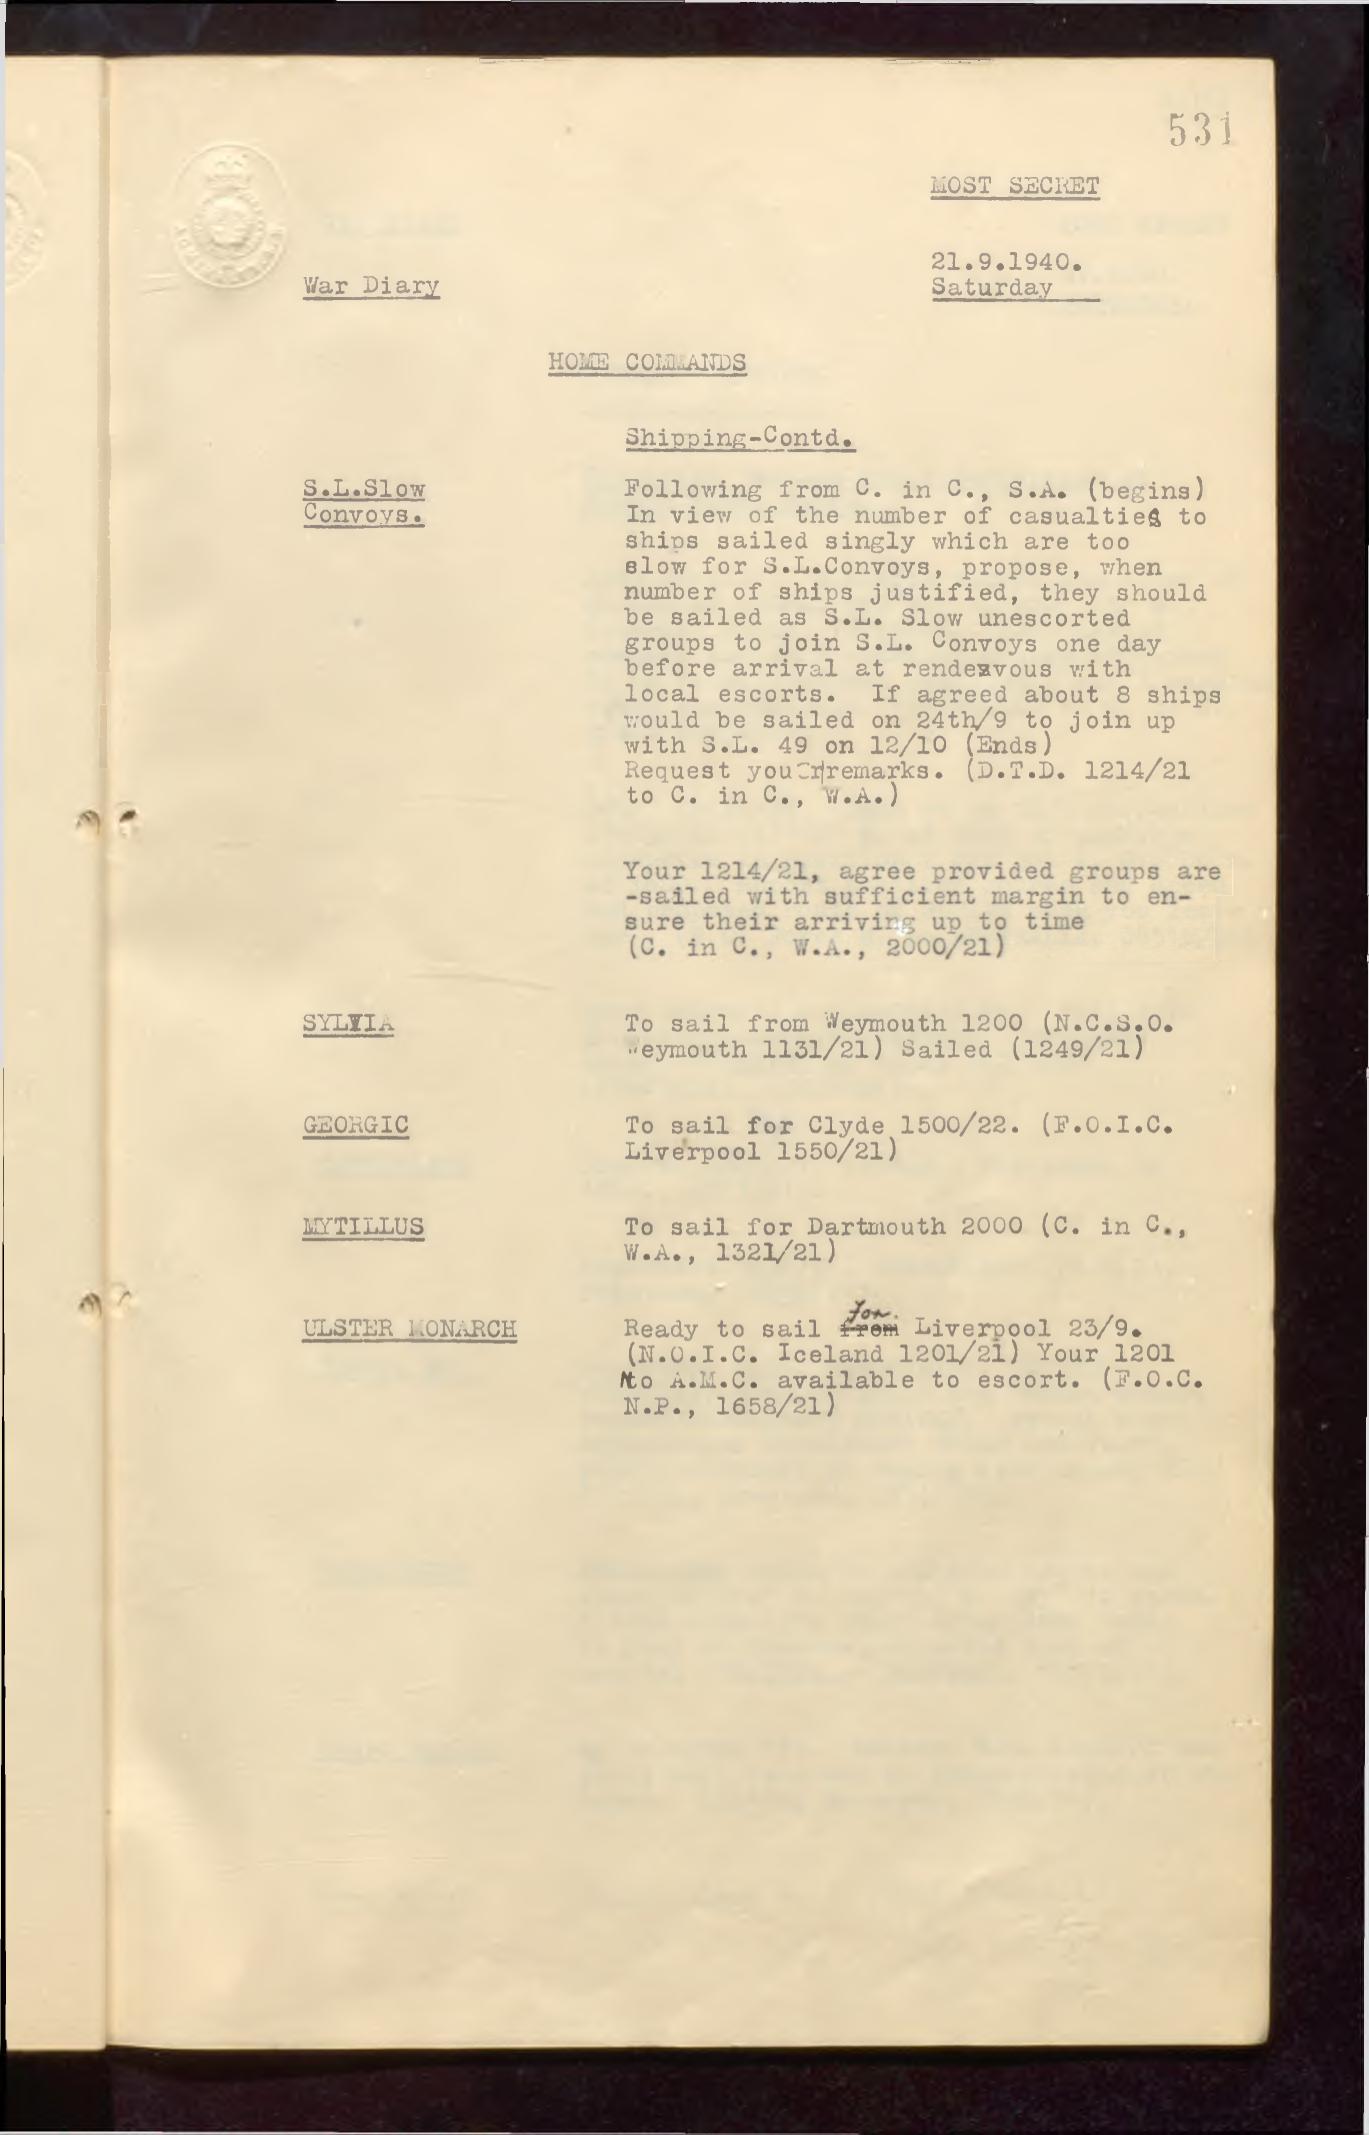 531
MOST SECRET
21.9.1940.
War Diary
Saturday
HOME COMMANDS
Shipping-Contd.
S.L.Slow
Convoys.
Following from C. in C., S.A. (begins)
In view of the number of casualties to
ships sailed singly which are too
slow for S.L.Convoys, propose, when
number of ships justified, they should
be sailed as S.L. Slow unescorted
groups to join S.L. Convoys one day
before arrival at rendezvous with
local escorts. If agreed about 8 ships
would be sailed on 24th/9 to join up
with S.L. 49 on 12/10 (Ends)
Request your remarks. (D.T.D. 1214/21
to C. in C., W.A.)
Your 1214/21, agree provided groups are
-sailed with sufficient margin to en-
sure their arriving up to time
(C. in C., W.A., 2000/21)
SYLVIA
To sail from Weymouth 1200 (N.C.S.O.
Weymouth 1131/21) Sailed (1249/21)
GEORGIC
To sail for Clyde 1500/22. (F.O.I.C.
Liverpool 1550/21)
MYTILLUS
To sail for Dartmouth 2000 (C. in C.,
W.A., 1321/21)
ULSTER MONARCH
for
Ready to sail from Liverpool 23/9.
(N.O.I.C. Iceland 1201/21) Your 1201
No A.M.C. available to escort. (F.O.C.
N.P., 1658/21)